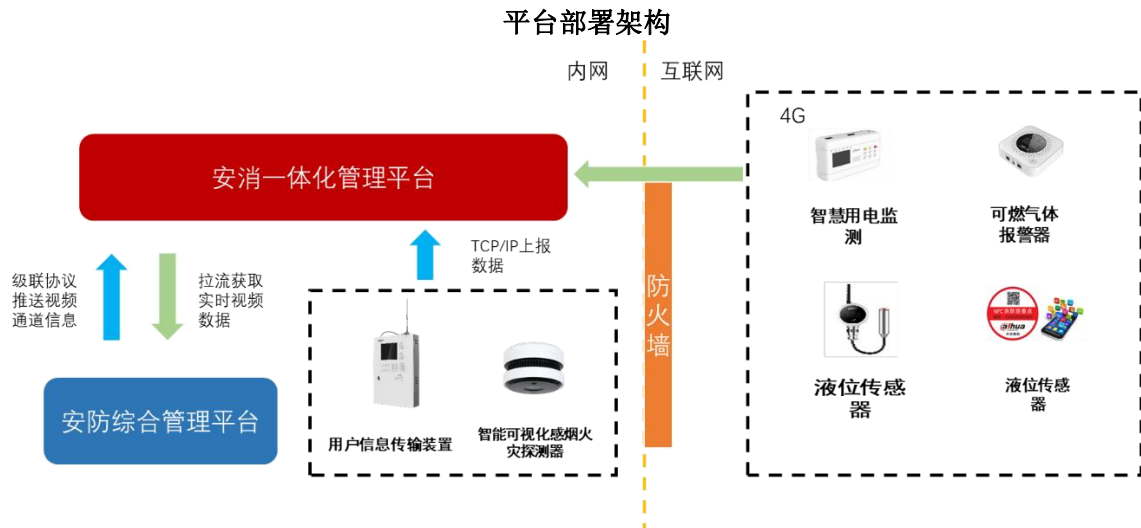 平台部署架构
内网
互联网
4G
安消一体化管理平台
智慧用电监
测
可燃气体
报警器
级联协议
推送视频
通道信息
拉流获取
实时视频
数据
TCP/IP上报
数据
防火墙
alhua
液位传感
器
液位传感
器
安防综合管理平台
用户信息传输装置
智能可视化感烟火
灾探测器